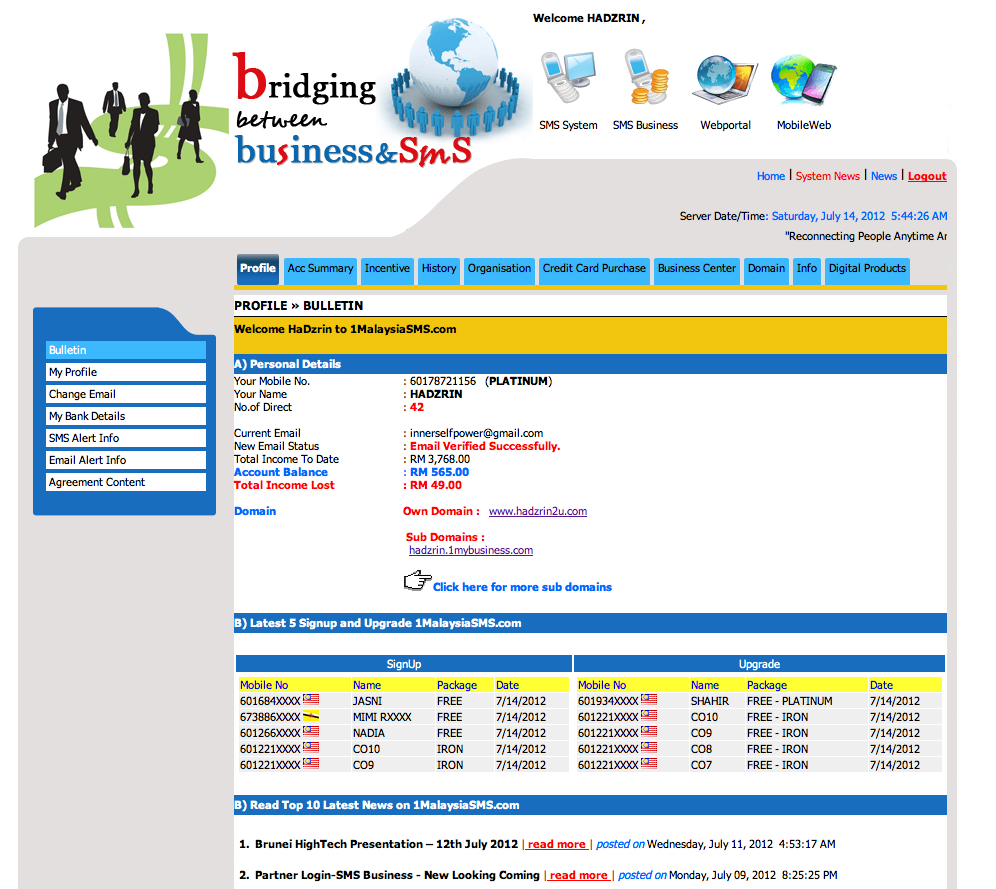 Welcome HADZRIN ,
bridging
between
business&SmS
SMS System SMS Business Webportal MobileWeb
Home | System News | News | Logout
Server Date/Time: Saturday, July 14, 2012 5:44:26 AM
"Reconnecting People Anytime Ar
Profile Acc Summary Incentive History Organisation Credit Card Purchase Business Center Domain Info Digital Products
PROFILE » BULLETIN
Welcome HaDzrin to 1MalaysiaSMS.com
Bulletin
My Profile
Change Email
My Bank Details
SMS Alert Info
Email Alert Info
Agreement Content
A) Personal Details
Your Mobile No. : 60178721156 (PLATINUM)
Your Name : HADZRIN
No.of Direct : 42
Current Email : innerselfpower@gmail.com
New Email Status : Email Verified Successfully.
Total Income To Date : RM 3,768.00
Account Balance : RM 565.00
Total Income Lost : RM 49.00
Domain Own Domain : www.hadzrin2u.com
Sub Domains :
hadzrin.1mybusiness.com
Click here for more sub domains
B) Latest 5 Signup and Upgrade 1MalaysiaSMS.com
SignUp Upgrade
Mobile No Name Package Date Mobile No Name Package Date
601684XXXX JASNI FREE 7/14/2012 601934XXXX SHAHIR FREE - PLATINUM 7/14/2012
673886XXXX MIMI RXXXX FREE 7/14/2012 601221XXXX CO10 FREE - IRON 7/14/2012
601266XXXX NADIA FREE 7/14/2012 601221XXXX CO9 FREE - IRON 7/14/2012
601221XXXX CO10 IRON 7/14/2012 601221XXXX CO8 FREE - IRON 7/14/2012
601221XXXX CO9 IRON 7/14/2012 601221XXXX CO7 FREE - IRON 7/14/2012
B) Read Top 10 Latest News on 1MalaysiaSMS.com
1. Brunei HighTech Presentation – 12th July 2012 | read more | posted on Wednesday, July 11, 2012 4:53:17 AM
2. Partner Login-SMS Business - New Looking Coming | read more | posted on Monday, July 09, 2012 8:25:25 PM